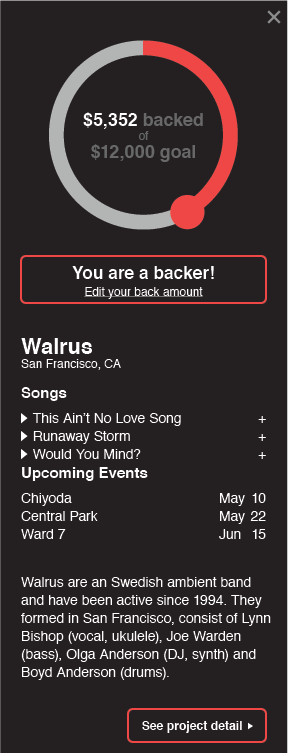 $5,352 backed
of
$12,000 goal
You are a backer!
Edit your back amount
Walrus
San Francisco, CA
Songs
This Ain't No Love Song +
Runaway Storm +
Would You Mind? +
Upcoming Events
Chiyoda May 10
Central Park May 22
Ward 7 Jun 15
Walrus are an Swedish ambient band
and have been active since 1994. They
formed in San Francisco, consist of Lynn
Bishop (vocal, ukulele), Joe Warden
(bass), Olga Anderson (DJ, synth) and
Boyd Anderson (drums).
See project detail